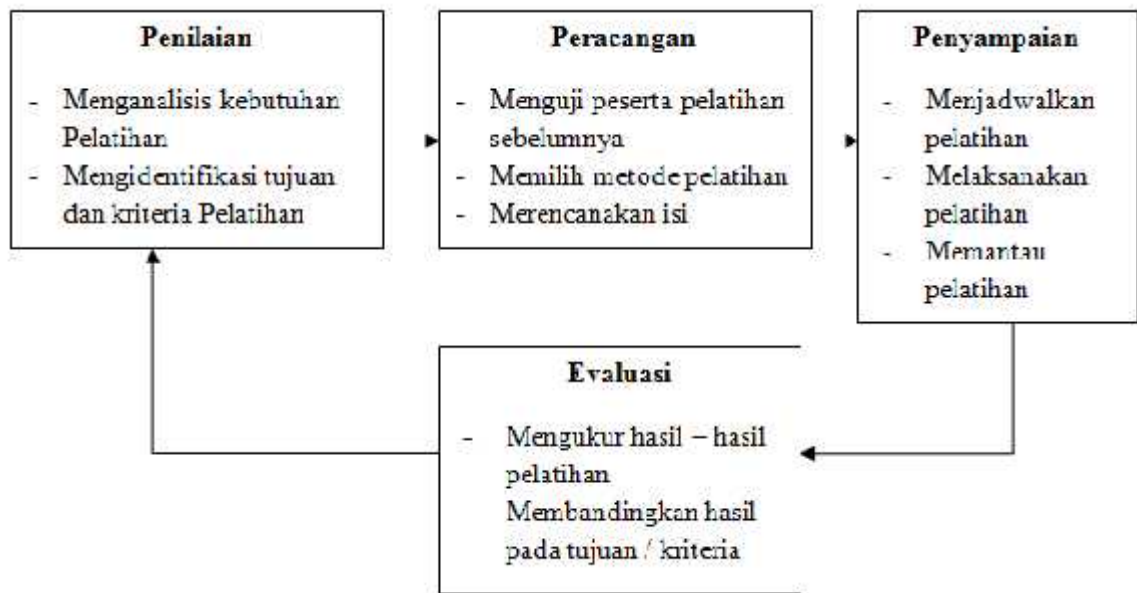 Penilaian
- Menganalisis kebutuhan
Pelatihan
- Mengidentifikasi tujuan
dan kriteria Pelatihan
Peracangan
- Menguji peserta pelatihan
sebelumnya
- Memilih metode pelatihan
- Merencanakan isi
Penyampaian
- Menjadwalkan
pelatihan
- Melaksanakan
pelatihan
- Memantau
pelatihan
Evaluasi
- Mengukur hasil – hasil
pelatihan
Membandingkan hasil
pada tujuan / kriteria